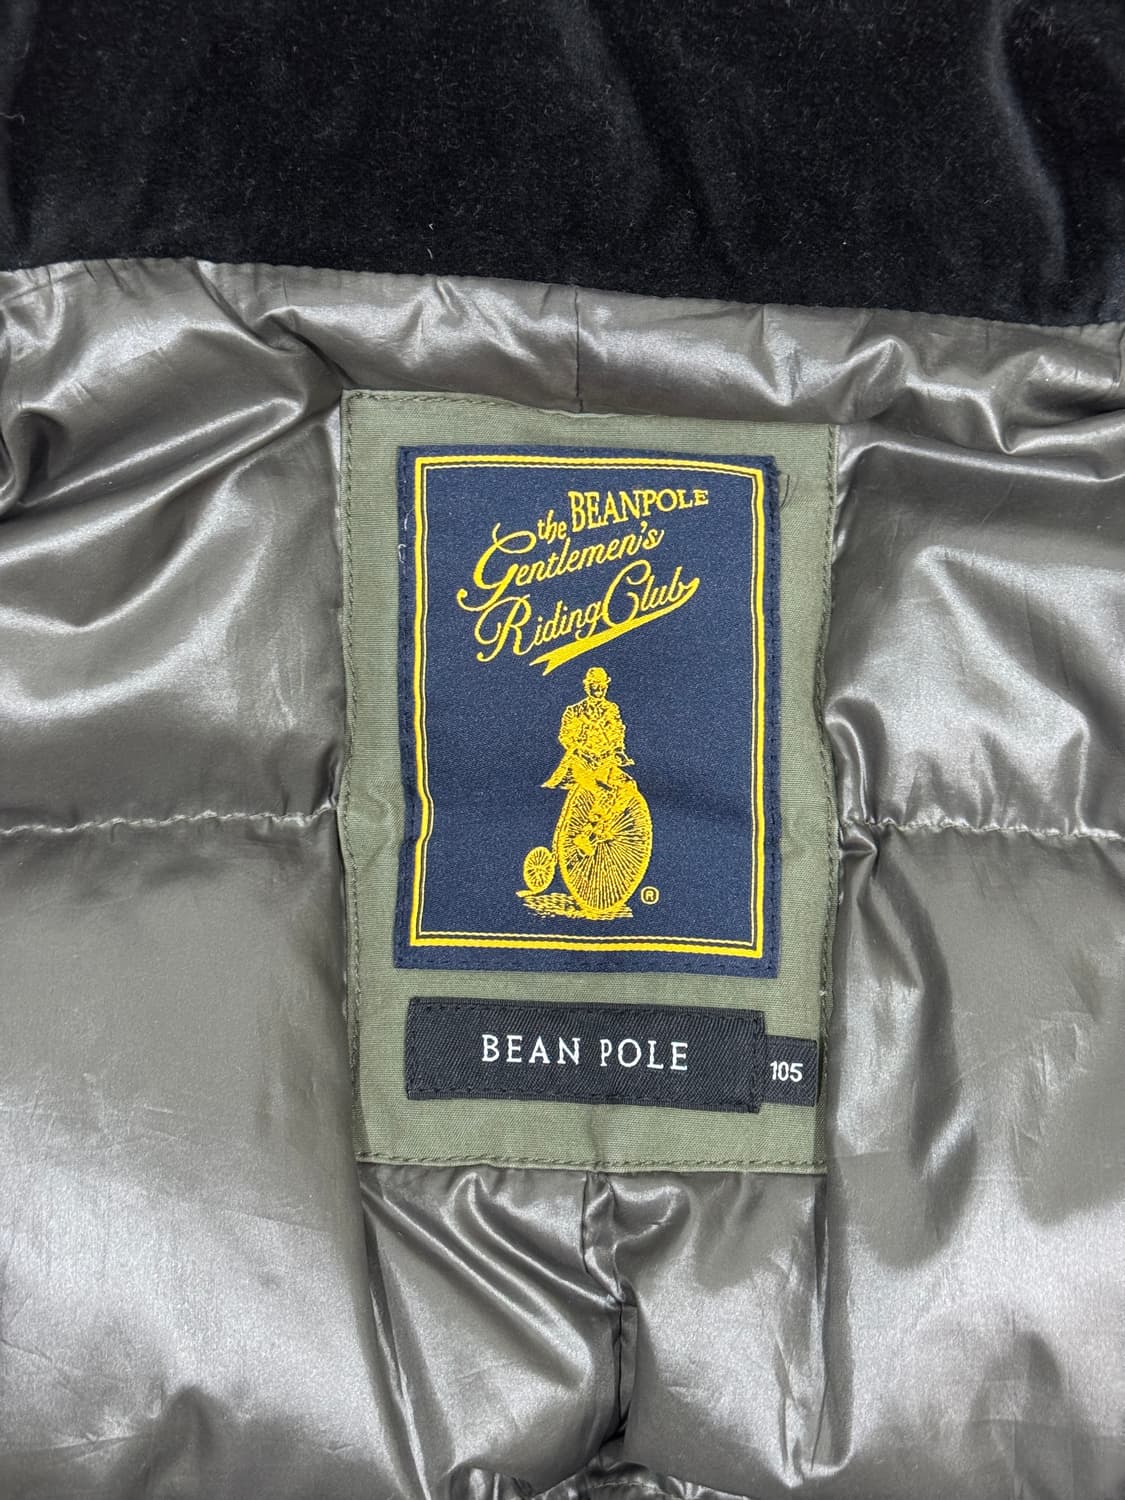 the BEANPOLE
Gentlemen's
Riding Club
®
BEAN POLE
105